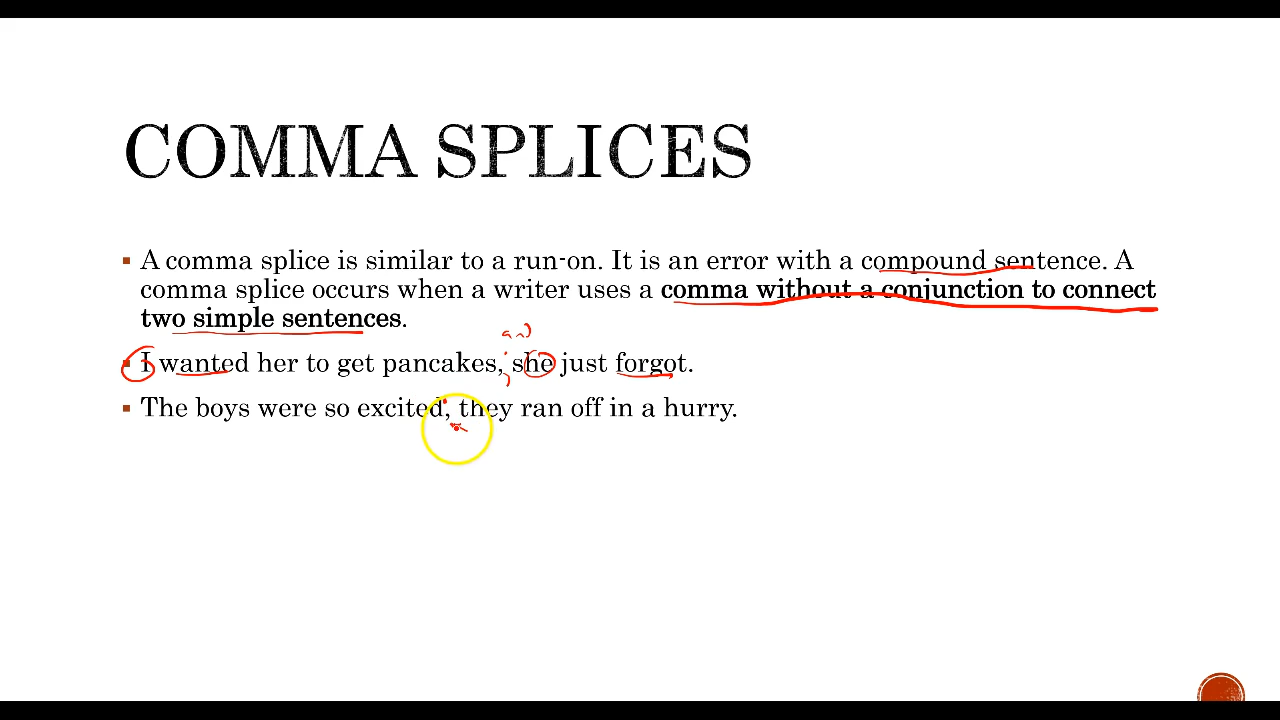 COMMA SPLICES
▪ A comma splice is similar to a run-on. It is an error with a compound sentence. A
comma splice occurs when a writer uses a comma without a conjunction to connect
two simple sentences.
and
▪ I wanted her to get pancakes, she just forgot.
;
▪ The boys were so excited, they ran off in a hurry.